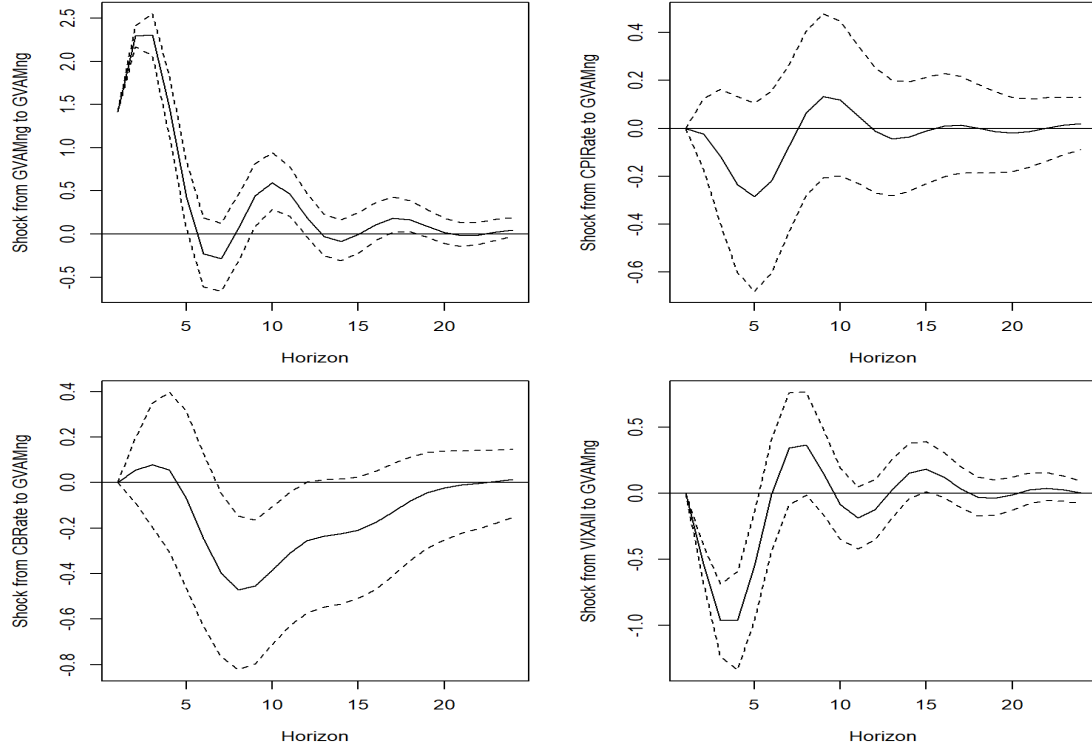 Shock from GVAMng to GVAMng
2.5
2.0
1.5
1.0
0.5
0.0
-0.5
5 10 15 20
Horizon
Shock from CPIRate to GVAMng
0.4
0.2
0.0
-0.2
-0.4
-0.6
5 10 15 20
Horizon
Shock from CBRate to GVAMng
0.4
0.2
0.0
-0.2
-0.4
-0.6
-0.8
5 10 15 20
Horizon
Shock from VIXAll to GVAMng
0.5
0.0
-0.5
-1.0
5 10 15 20
Horizon